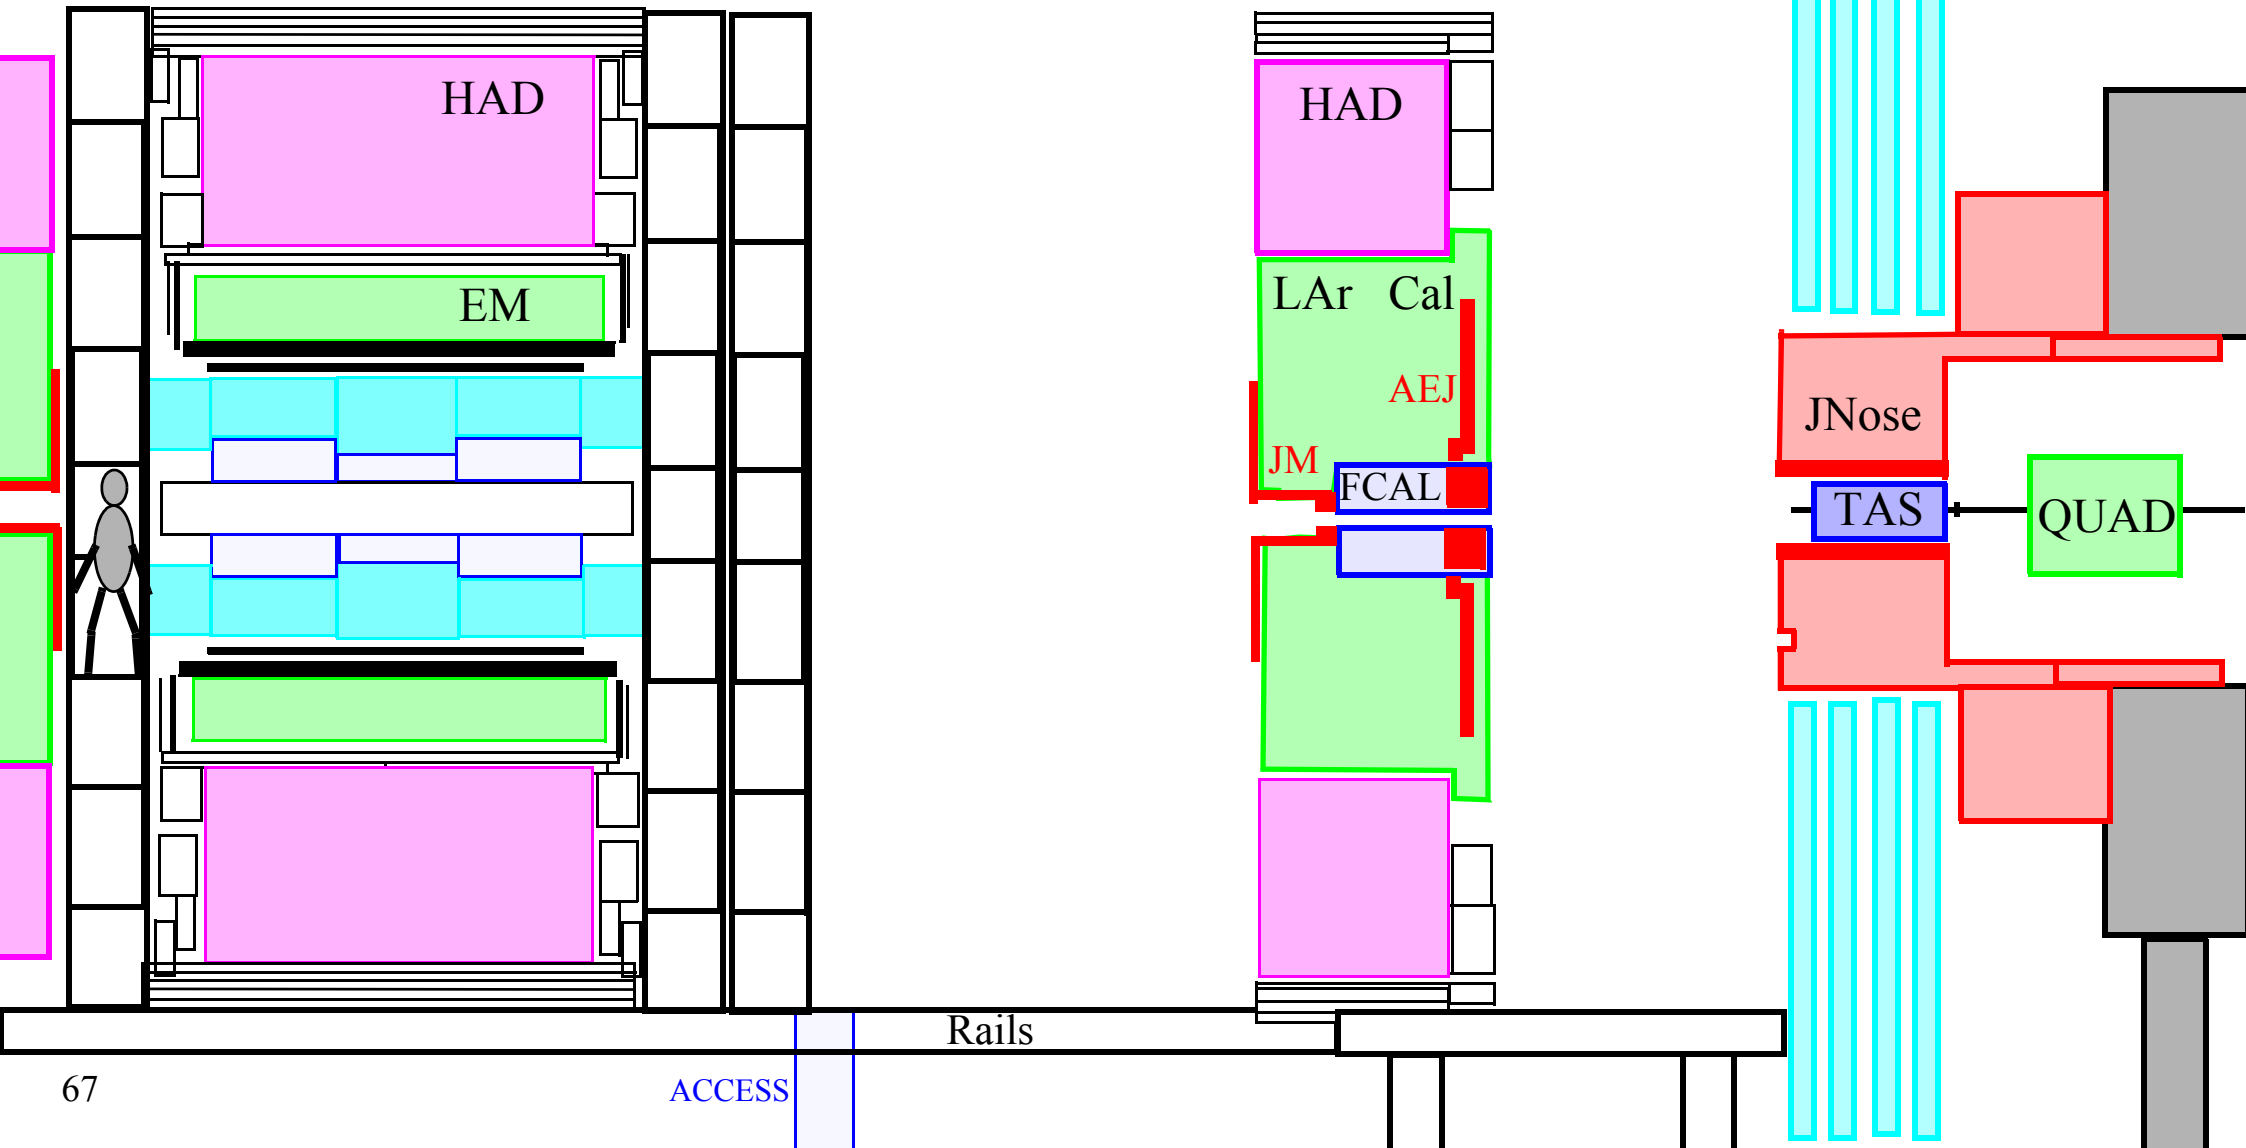 HAD
HAD
EM
LAr Cal
AEJ
JM
FCAL
JNose
TAS
QUAD
Rails
67
ACCESS